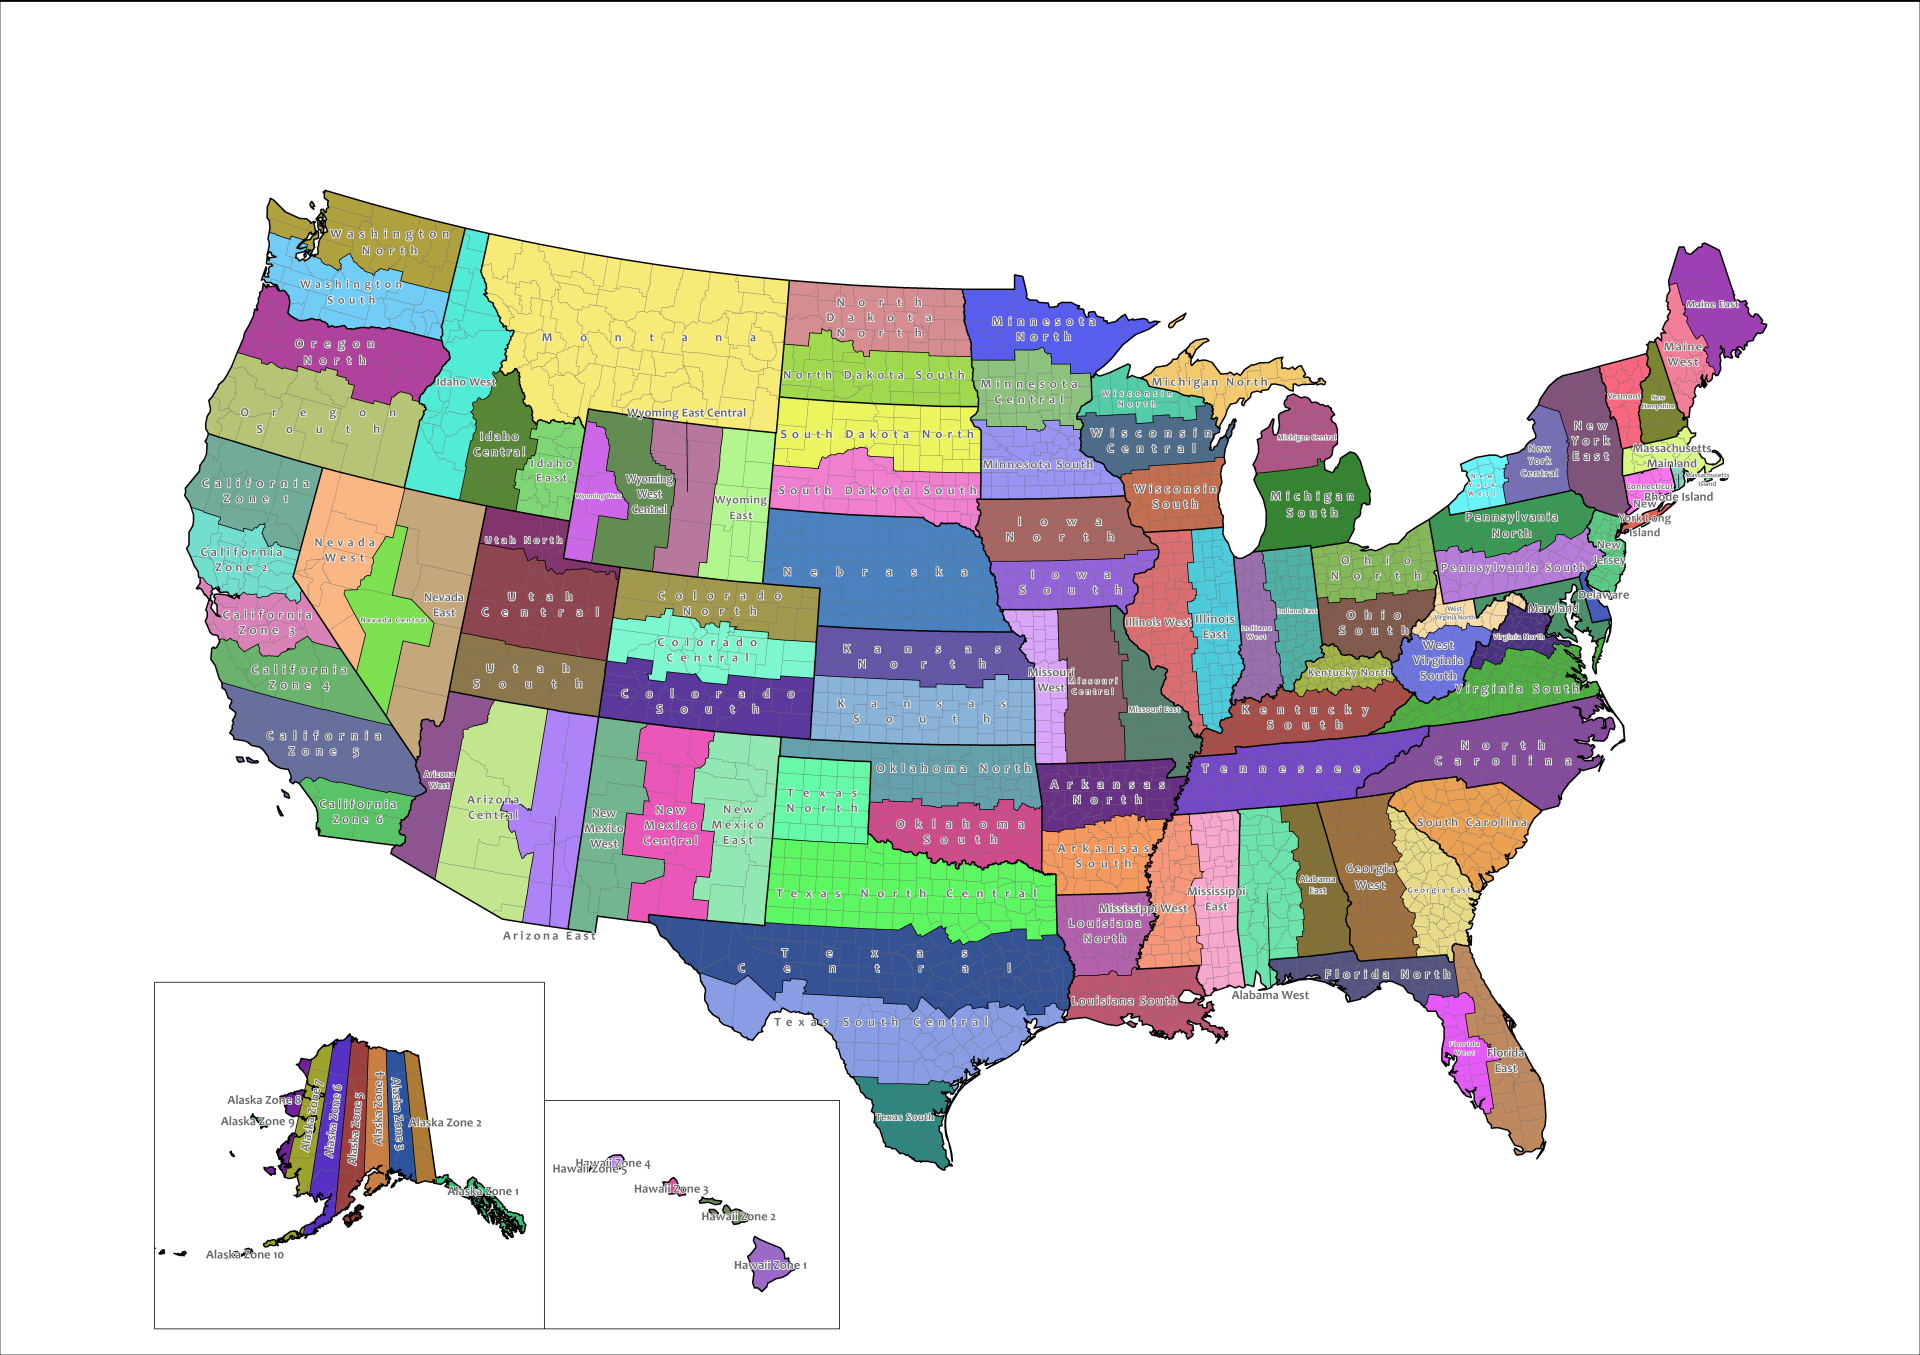 Washington
North
Washington
South
Oregon
North
Oregon
South
Idaho West
Idaho
Central
Idaho
East
Montana
Wyoming East Central
Wyoming West
Wyoming
West
Central
Wyoming
East
North
Dakota
North
North Dakota South
South Dakota North
South Dakota South
Minnesota
North
Minnesota
Central
Minnesota South
Wisconsin
North
Wisconsin
Central
Wisconsin
South
Michigan North
Michigan Central
Michigan
South
Maine East
Maine
West
Vermont
New
Hampshire
New
York
East
New
York
Central
New
York
West
Massachusetts
Mainland
Massachusetts
Island
Connecticut
Rhode Island
New
York Long
Island
Pennsylvania
North
Pennsylvania South
New
Jersey
Delaware
Maryland
California
Zone 1
California
Zone 2
California
Zone 3
California
Zone 4
California
Zone 5
California
Zone 6
Nevada
West
Nevada Central
Nevada
East
Utah North
Utah
Central
Utah
South
Colorado
North
Colorado
Central
Colorado
South
Nebraska
Kansas
North
Kansas
South
Iowa
North
Iowa
South
Missouri
West
Missouri
Central
Missouri East
Illinois West
Illinois
East
Indiana
West
Indiana East
Ohio
North
Ohio
South
West
Virginia North
West
Virginia
South
Virginia North
Virginia South
Kentucky North
Kentucky
South
Tennessee
North
Carolina
South Carolina
Georgia
West
Georgia East
Alabama
East
Alabama West
Mississippi
East
Mississippi West
Arizona
West
Arizona
Central
Arizona East
New
Mexico
West
New
Mexico
Central
New
Mexico
East
Oklahoma North
Oklahoma
South
Arkansas
North
Arkansas
South
Louisiana
North
Louisiana South
Texas
North
Texas North Central
Texas
Central
Texas South Central
Texas South
Florida North
Florida
West
Florida
East
Alaska Zone 8
Alaska Zone 9
Alaska Zone 7
Alaska Zone 6
Alaska Zone 5
Alaska Zone 4
Alaska Zone 3
Alaska Zone 2
Alaska Zone 1
Alaska Zone 10
Hawaii Zone 4
Hawaii Zone 5
Hawaii Zone 3
Hawaii Zone 2
Hawaii Zone 1